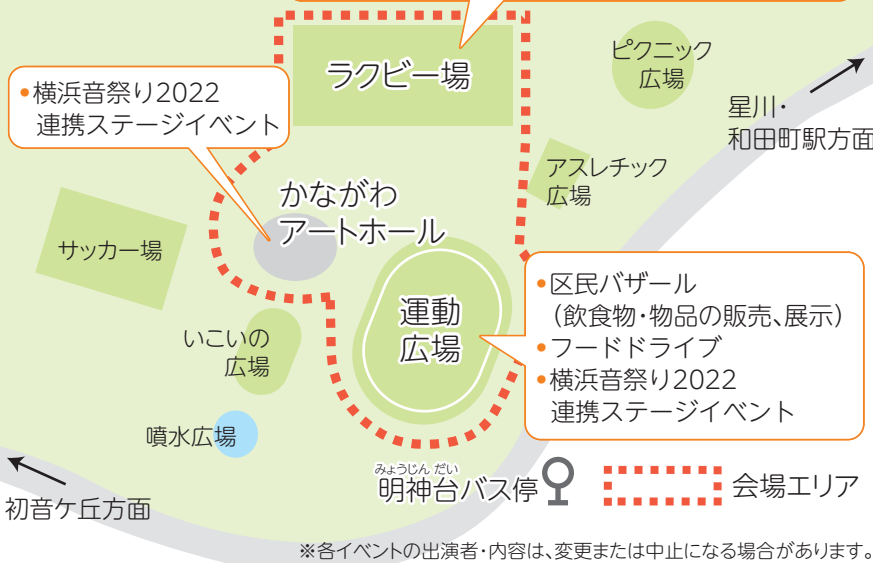 ラクビー場
ピクニック
広場
•横浜音祭り2022
連携ステージイベント
星川・
和田町駅方面
アスレチック
広場
かながわ
アートホール
サッカー場
•区民バザール
（飲食物・物品の販売、展示）
•フードドライブ
•横浜音祭り2022
連携ステージイベント
運動
広場
いこいの
広場
噴水広場
みょうじん だい
明神台バス停
会場エリア
初音ケ丘方面
※各イベントの出演者・内容は、変更または中止になる場合があります。